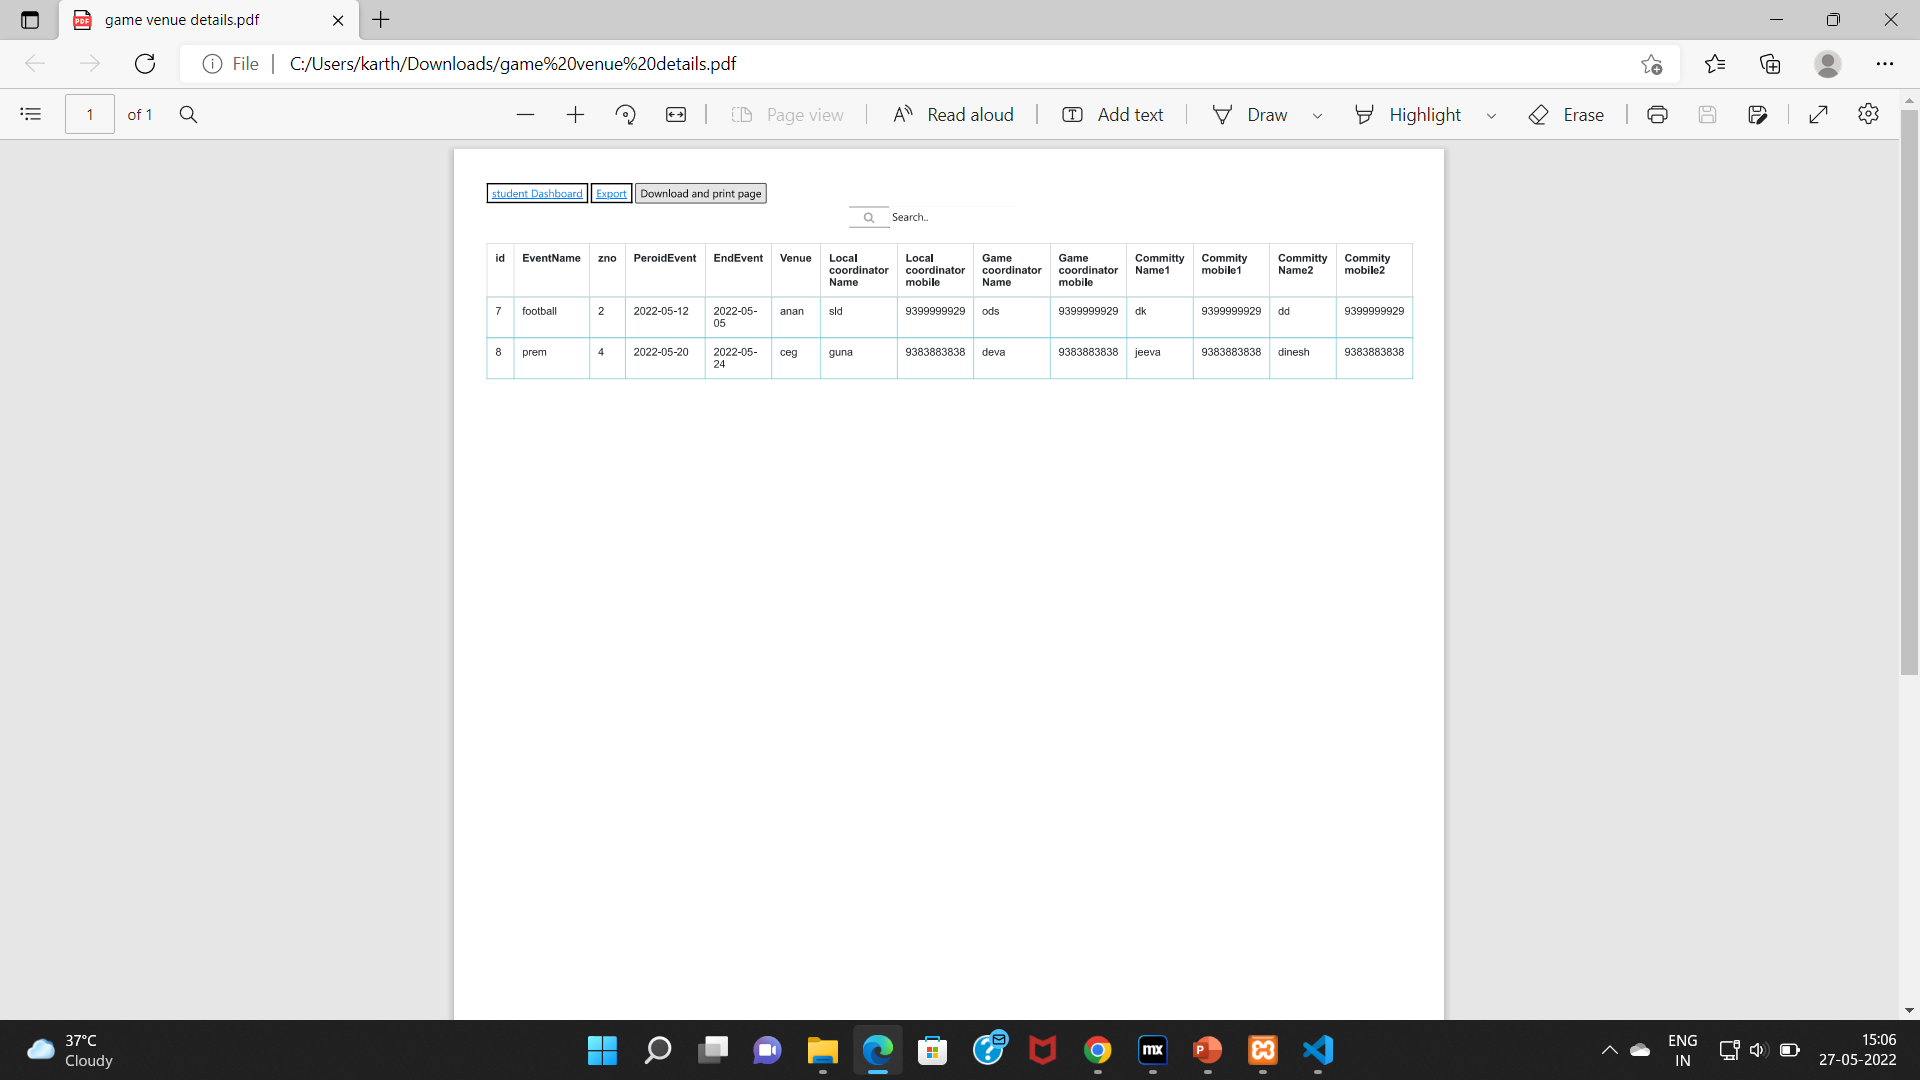 game venue details.pdf
File
C:/Users/karth/Downloads/game%20venue%20details.pdf
1 of 1
Page view
Read aloud
Add text
Draw
Highlight
Erase
student Dashboard Export Download and print page
Search..
id EventName zno PeroidEvent EndEvent Venue Local Local Game Game Committy Commity Committy Commity
coordinator coordinator coordinator coordinator Name1 mobile1 Name2 mobile2
Name mobile Name mobile
7 football 2 2022-05-12 2022-05- anan sld 9399999929 ods 9399999929 dk 9399999929 dd 9399999929
05
8 prem 4 2022-05-20 2022-05- ceg guna 9383883838 deva 9383883838 jeeva 9383883838 dinesh 9383883838
24
37°C
Cloudy
mx
ENG
IN
15:06
27-05-2022